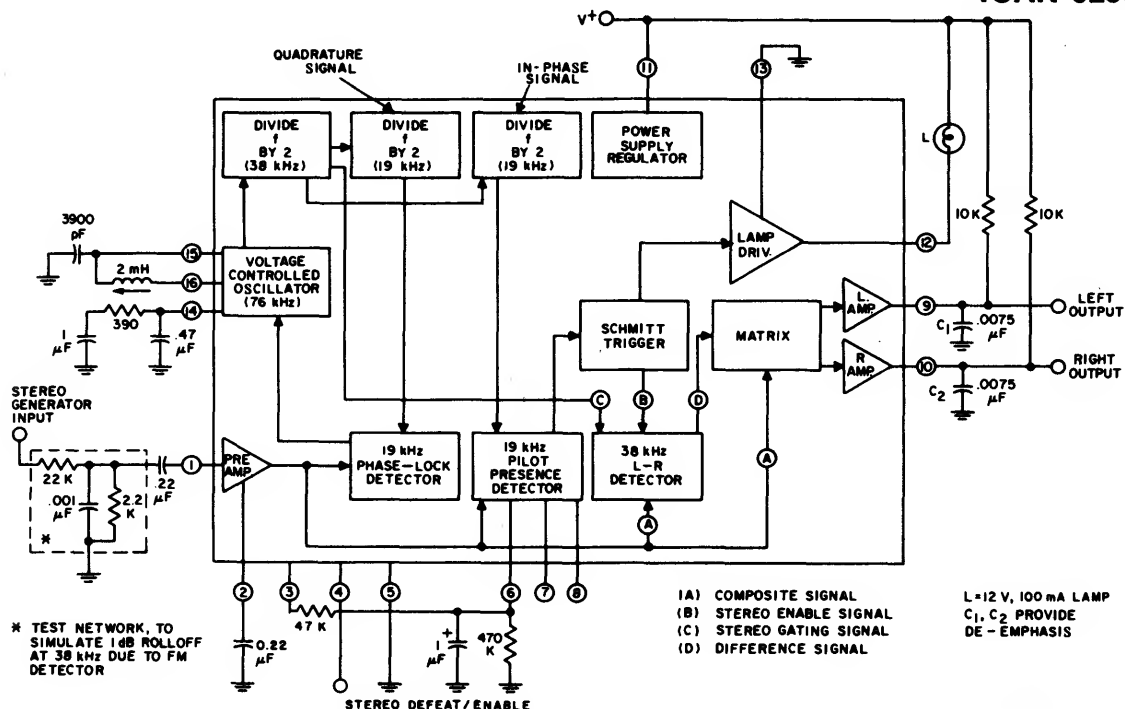 V+
QUADRATURE
SIGNAL
IN-PHASE
SIGNAL
11
13
DIVIDE
f
BY 2
(38 kHz)
DIVIDE
f
BY 2
(19 kHz)
DIVIDE
f
BY 2
(19 kHz)
POWER
SUPPLY
REGULATOR
L
10K
10K
3900
pF
15
2 mH
16
14
390
1
μF
.47
μF
VOLTAGE
CONTROLLED
OSCILLATOR
(76 kHz)
LAMP
DRIV.
12
SCHMITT
TRIGGER
MATRIX
L.
AMP.
9
C1
.0075
μF
LEFT
OUTPUT
R
AMP.
10
C2
.0075
μF
RIGHT
OUTPUT
STEREO
GENERATOR
INPUT
C
B
D
A
22 K
.001
μF
2.2
K
*
.22
μF
1
PRE
AMP.
19 kHz
PHASE-LOCK
DETECTOR
19 kHz
PILOT
PRESENCE
DETECTOR
38 kHz
L-R
DETECTOR
A
2
3
4
5
6
7
8
47 K
0.22
μF
+
1
μF
470
K
STEREO DEFEAT/ENABLE
* TEST NETWORK, TO
SIMULATE 1dB ROLLOFF
AT 38 kHz DUE TO FM
DETECTOR
(A) COMPOSITE SIGNAL
(B) STEREO ENABLE SIGNAL
(C) STEREO GATING SIGNAL
(D) DIFFERENCE SIGNAL
L=12 V, 100 mA LAMP
C1, C2 PROVIDE
DE-EMPHASIS